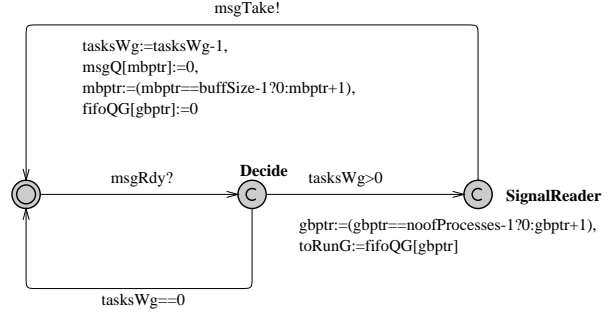 msgTake!
tasksWg:=tasksWg-1,
msgQ[mbptr]:=0,
mbptr:=(mbptr==buffSize-1?0:mbptr+1),
fifoQG[gbptr]:=0
Decide
msgRdy?
tasksWg>0
C
C
SignalReader
gbptr:=(gbptr==noofProcesses-1?0:gbptr+1),
toRunG:=fifoQG[gbptr]
tasksWg==0